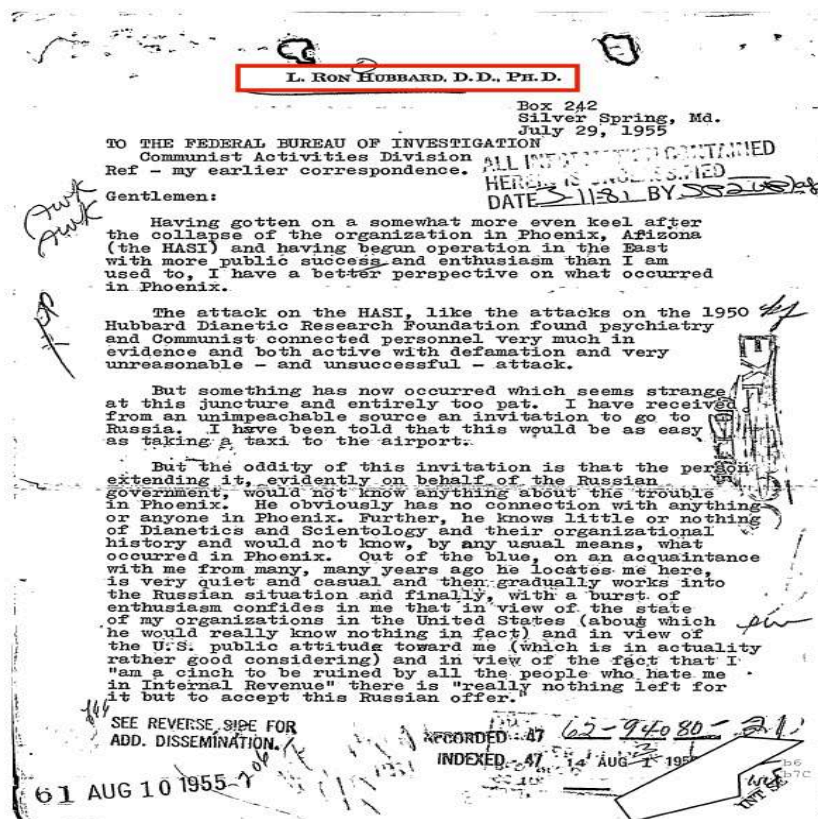 L. RON HUBBARD, D.D., PH.D.
Box 242
Silver Spring, Md.
July 29, 1955
TO THE FEDERAL BUREAU OF INVESTIGATION
Communist Activities Division
Ref - my earlier correspondence.
ALL CONTAINED
HEREIN IS
DATE 3-11-81 BY
Gentlemen:
Having gotten on a somewhat more even keel after
the collapse of the organization in Phoenix, Arizona
(the HASI) and having begun operation in the East
with more public success and enthusiasm than I am
used to, I have a better perspective on what occurred
in Phoenix.
The attack on the HASI, like the attacks on the 1950
Hubbard Dianetic Research Foundation found psychiatry
and Communist connected personnel very much in
evidence and both active with defamation and very
unreasonable - and unsuccessful - attack.
But something has now occurred which seems strange
at this juncture and entirely too pat. I have received
from an unimpeachable source an invitation to go to
Russia. I have been told that this would be as easy
as taking a taxi to the airport.
But the oddity of this invitation is that the person
extending it, evidently on behalf of the Russian
government, would not know anything about the trouble
in Phoenix. He obviously has no connection with anything
or anyone in Phoenix. Further, he knows little or nothing
of Dianetics and Scientology and their organizational
history and would not know, by any usual means, what
occurred in Phoenix. Out of the blue, on an acquaintance
with me from many, many years ago he locates me here,
is very quiet and casual and then gradually works into
the Russian situation and finally, with a burst of
enthusiasm confides in me that in view of the state
of my organizations in the United States (about which
he would really know nothing in fact) and in view of
the U.S. public attitude toward me (which is in actuality
rather good considering) and in view of the fact that I
"am a cinch to be ruined by all the people who hate me
in Internal Revenue" there is "really nothing left for
it but to accept this Russian offer."
SEE REVERSE SIDE FOR
ADD. DISSEMINATION.
RECORDED - 47
62-94080-21
INDEXED - 47
14 AUG 1 195
b6
b7C
61 AUG 10 1955